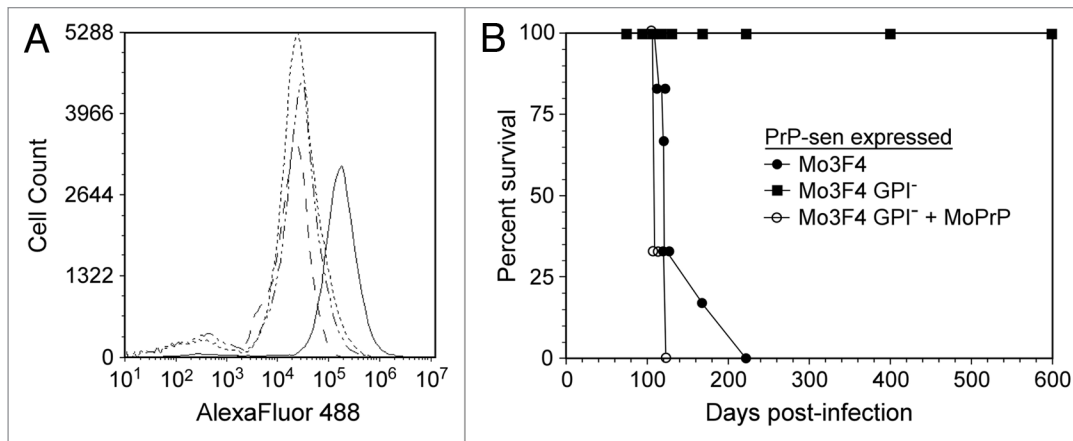 A
5288
3966
2644
1322
0
Cell Count
10¹ 10² 10³ 10⁴ 10⁵ 10⁶ 10⁷
AlexaFluor 488
B
100
75
50
25
0
Percent survival
PrP-sen expressed
Mo3F4
Mo3F4 GPI⁻
Mo3F4 GPI⁻ + MoPrP
0 100 200 300 400 500 600
Days post-infection